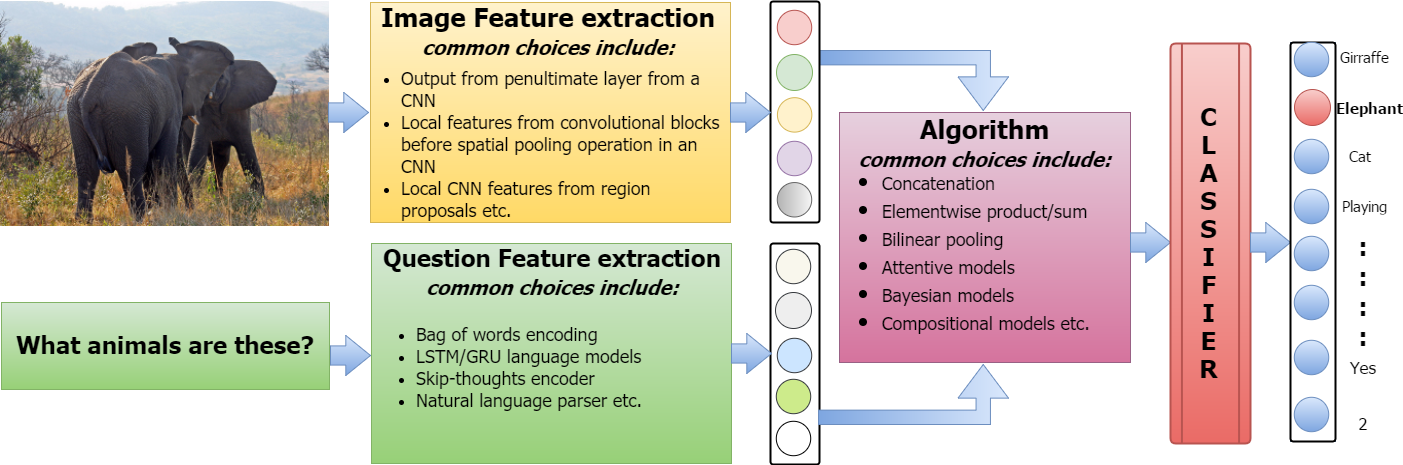 Image Feature extraction
common choices include:
• Output from penultimate layer from a
CNN
• Local features from convolutional blocks
before spatial pooling operation in an
CNN
• Local CNN features from region
proposals etc.
What animals are these?
Question Feature extraction
common choices include:
• Bag of words encoding
• LSTM/GRU language models
• Skip-thoughts encoder
• Natural language parser etc.
Algorithm
common choices include:
• Concatenation
• Elementwise product/sum
• Bilinear pooling
• Attentive models
• Bayesian models
• Compositional models etc.
CLASSIFIER
Girraffe
Elephant
Cat
Playing
Yes
2